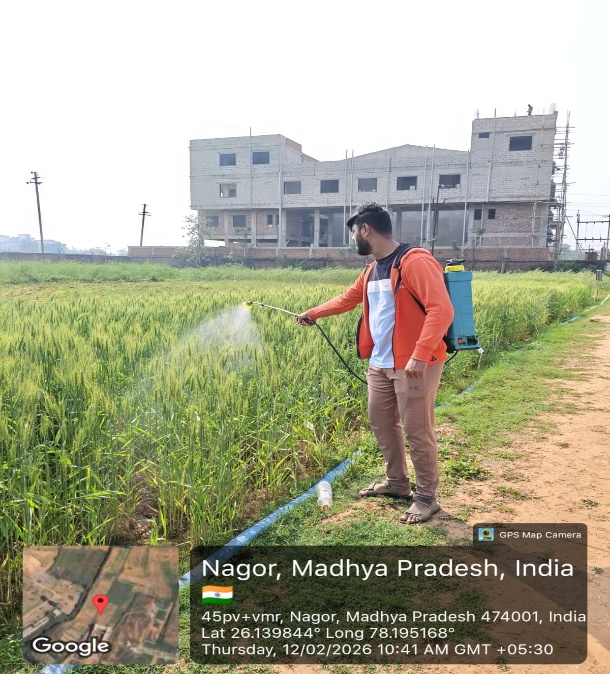 GPS Map Camera
Nagor, Madhya Pradesh, India
45pv+vmr, Nagor, Madhya Pradesh 474001, India
Lat 26.139844° Long 78.195168°
Thursday, 12/02/2026 10:41 AM GMT +05:30
Google